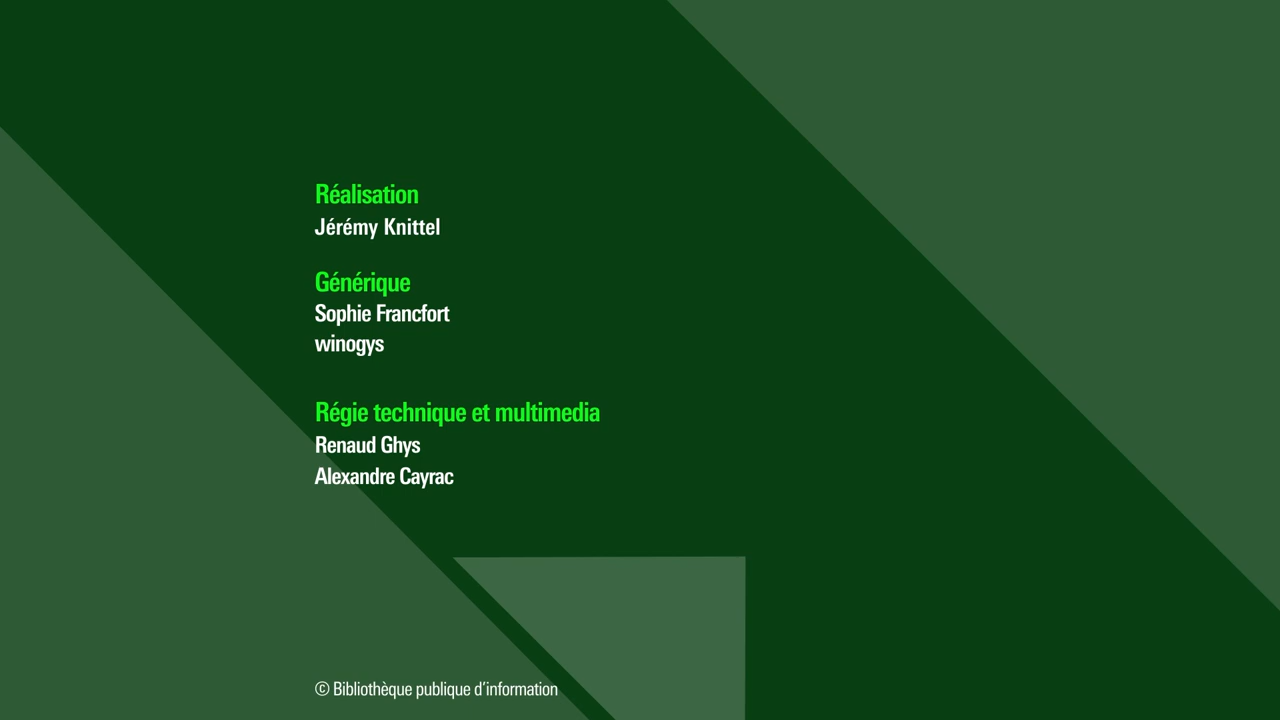 Réalisation
Jérémy Knittel
Générique
Sophie Francfort
winogys
Régie technique et multimedia
Renaud Ghys
Alexandre Cayrac
© Bibliothèque publique d’information